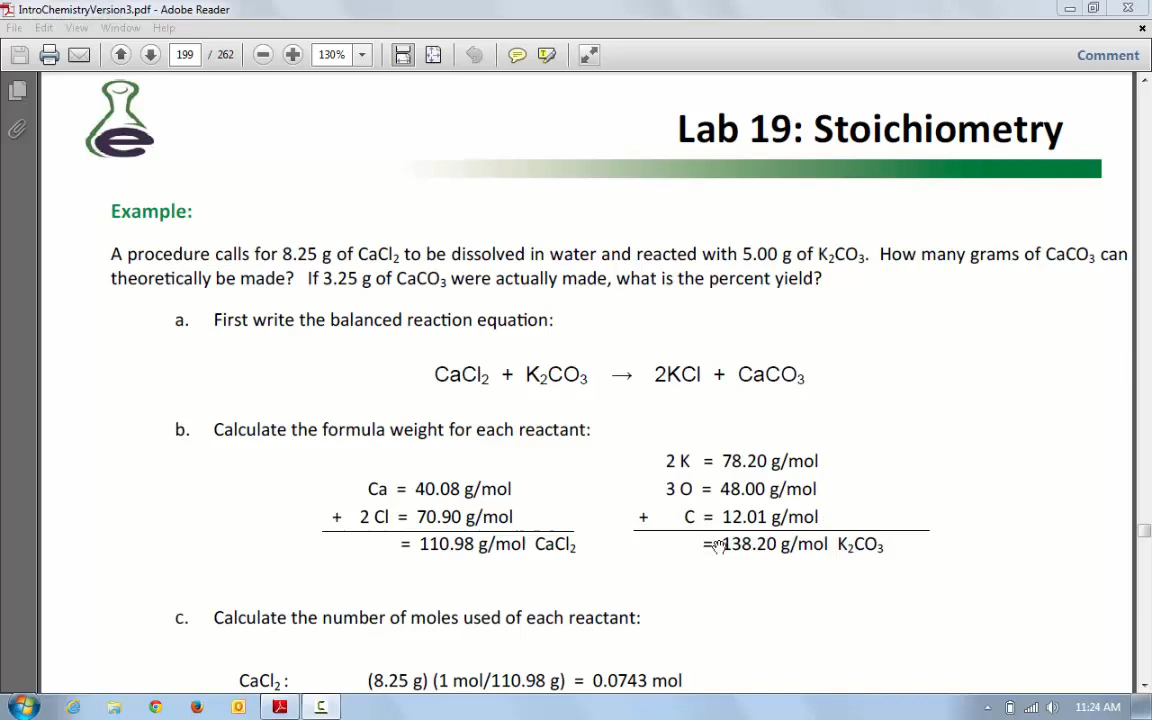 IntroChemistryVersion3.pdf - Adobe Reader
File Edit View Window Help
199 / 262 130% Comment
Lab 19: Stoichiometry
Example:
A procedure calls for 8.25 g of CaCl₂ to be dissolved in water and reacted with 5.00 g of K₂CO₃. How many grams of CaCO₃ can
theoretically be made? If 3.25 g of CaCO₃ were actually made, what is the percent yield?
a. First write the balanced reaction equation:
CaCl₂ + K₂CO₃ → 2KCl + CaCO₃
b. Calculate the formula weight for each reactant:
Ca = 40.08 g/mol
+ 2 Cl = 70.90 g/mol
= 110.98 g/mol CaCl₂
2 K = 78.20 g/mol
3 O = 48.00 g/mol
+ C = 12.01 g/mol
= 138.20 g/mol K₂CO₃
c. Calculate the number of moles used of each reactant:
CaCl₂ : (8.25 g) (1 mol/110.98 g) = 0.0743 mol
11:24 AM